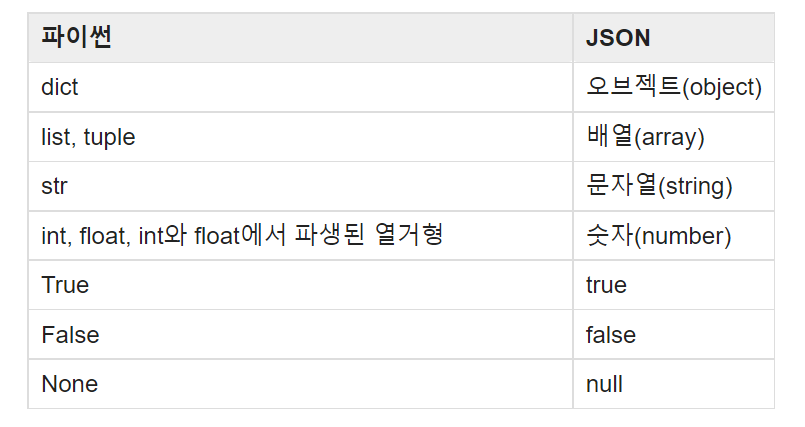 파이썬 JSON
dict 오브젝트(object)
list, tuple 배열(array)
str 문자열(string)
int, float, int와 float에서 파생된 열거형 숫자(number)
True true
False false
None null